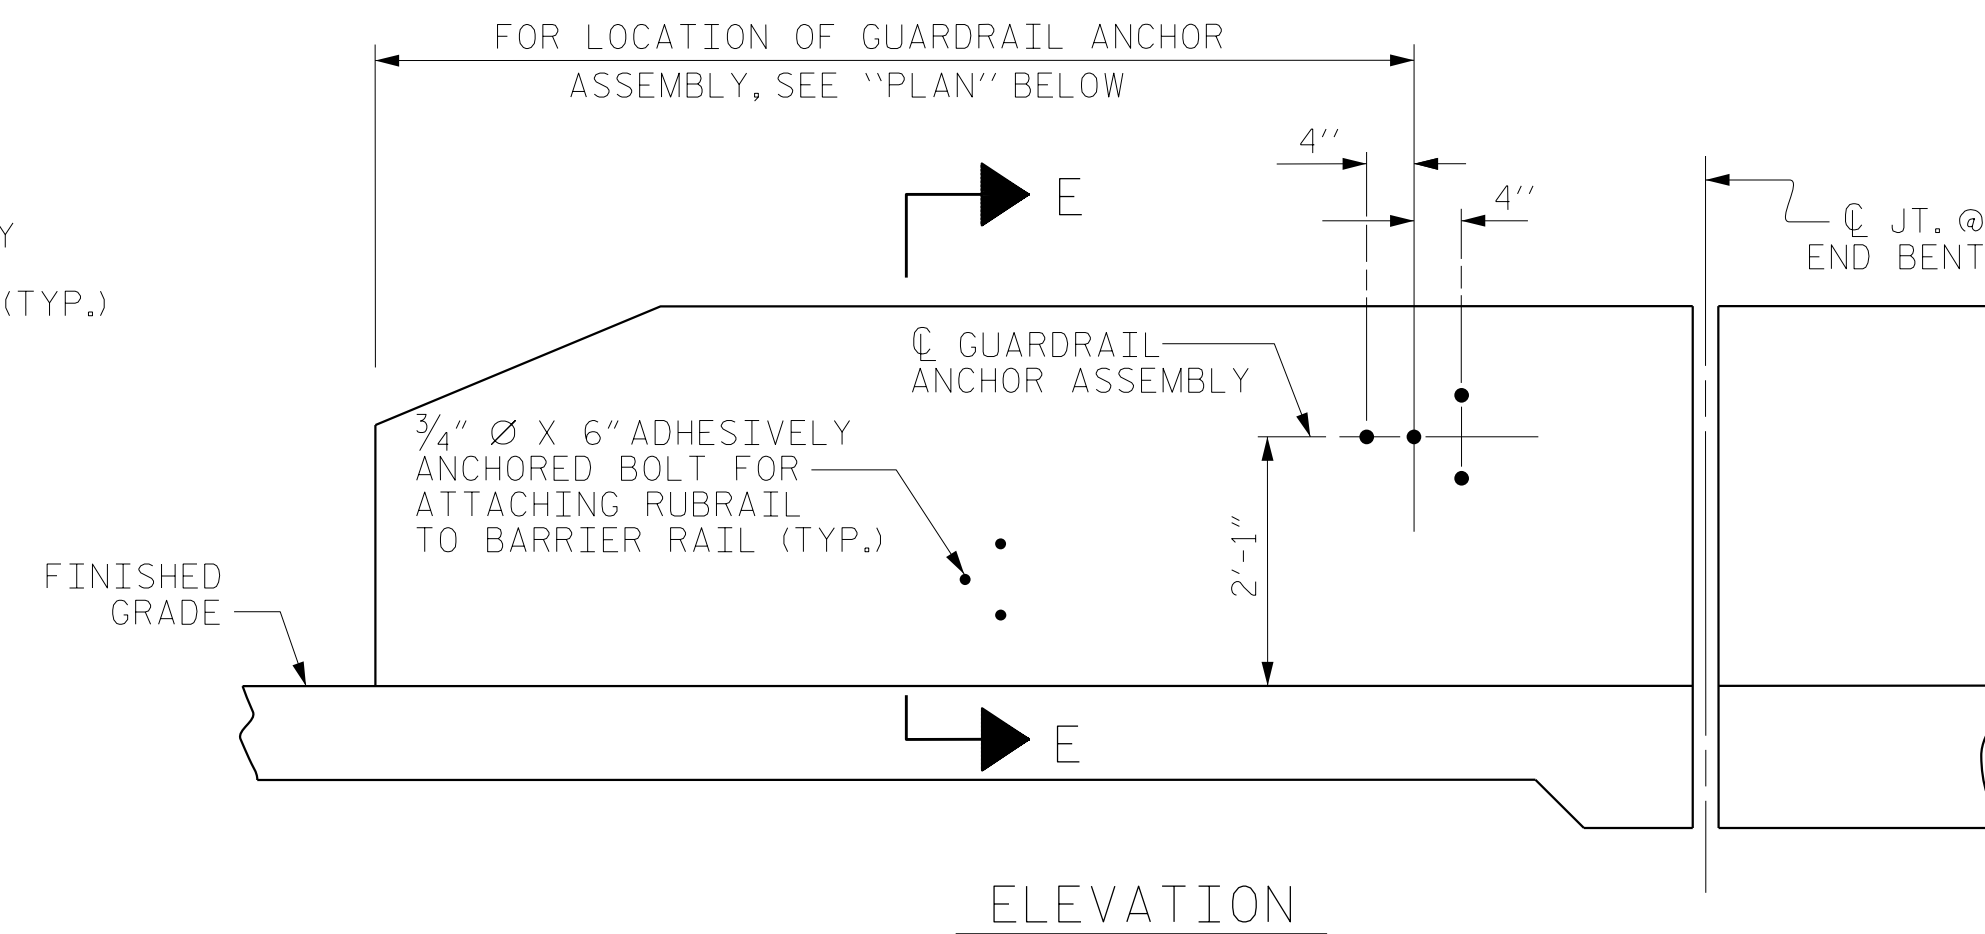 FOR LOCATION OF GUARDRAIL ANCHOR
ASSEMBLY, SEE "PLAN" BELOW
4"
4"
E
Y
(TYP.)
℄ JT. @
END BENT
℄ GUARDRAIL
ANCHOR ASSEMBLY
3/4" Ø X 6" ADHESIVELY
ANCHORED BOLT FOR
ATTACHING RUBRAIL
TO BARRIER RAIL (TYP.)
2'-1"
FINISHED
GRADE
E
ELEVATION